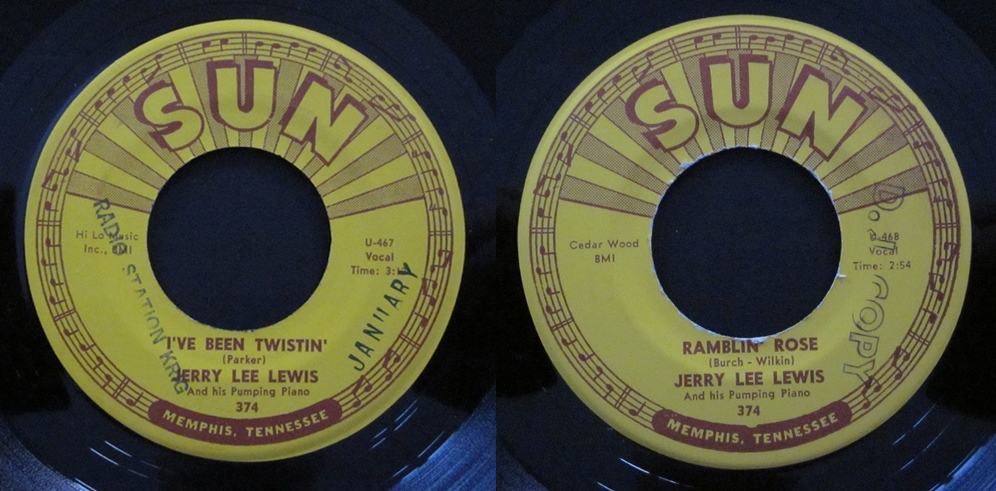 SUN
Hi Lo Music
Inc., BMI
U-467
Vocal
Time: 3:
RADIO STATION
JANUARY
I'VE BEEN TWISTIN'
(Parker)
JERRY LEE LEWIS
And his Pumping Piano
374
MEMPHIS, TENNESSEE
SUN
Cedar Wood
BMI
U-468
Vocal
Time: 2:54
D.J. COPY
RAMBLIN' ROSE
(Burch - Wilkin)
JERRY LEE LEWIS
And his Pumping Piano
374
MEMPHIS, TENNESSEE